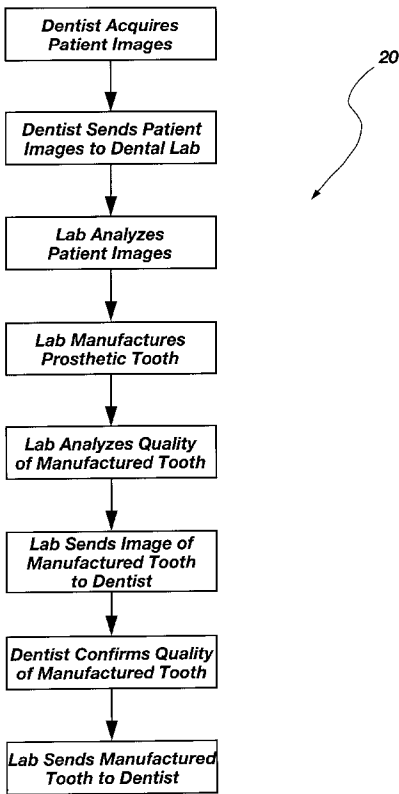 Dentist Acquires
Patient Images
20
Dentist Sends Patient
Images to Dental Lab
Lab Analyzes
Patient Images
Lab Manufactures
Prosthetic Tooth
Lab Analyzes Quality
of Manufactured Tooth
Lab Sends Image of
Manufactured Tooth
to Dentist
Dentist Confirms Quality
of Manufactured Tooth
Lab Sends Manufactured
Tooth to Dentist